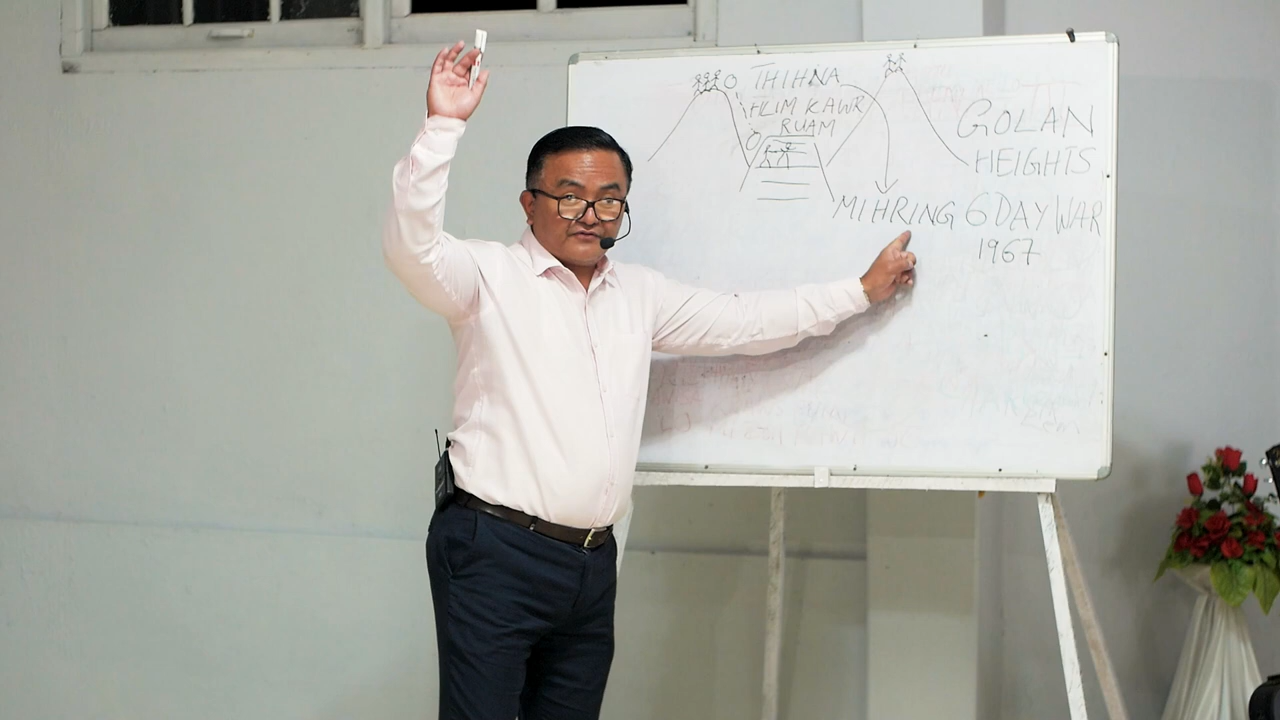 THIHNA
HLIM KAWR
RUAM
GOLAN
HEIGHTS
MIHRING 6 DAY WAR
1967